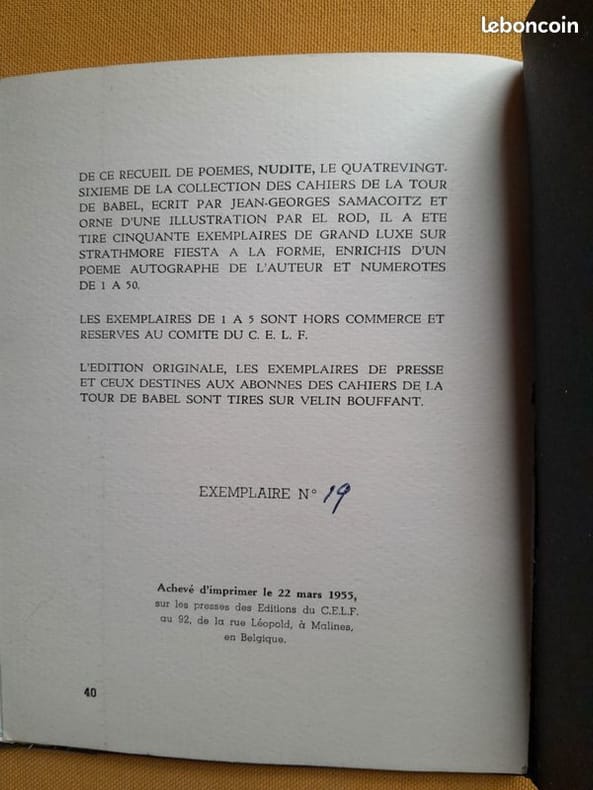 leboncoin
DE CE RECUEIL DE POEMES, NUDITE, LE QUATREVINGT-
SIXIEME DE LA COLLECTION DES CAHIERS DE LA TOUR
DE BABEL, ECRIT PAR JEAN-GEORGES SAMACOITZ ET
ORNE D'UNE ILLUSTRATION PAR EL ROD, IL A ETE
TIRE CINQUANTE EXEMPLAIRES DE GRAND LUXE SUR
STRATHMORE FIESTA A LA FORME, ENRICHIS D'UN
POEME AUTOGRAPHE DE L'AUTEUR ET NUMEROTES
DE 1 A 50.
LES EXEMPLAIRES DE 1 A 5 SONT HORS COMMERCE ET
RESERVES AU COMITE DU C. E. L. F.
L'EDITION ORIGINALE, LES EXEMPLAIRES DE PRESSE
ET CEUX DESTINES AUX ABONNES DES CAHIERS DE LA
TOUR DE BABEL SONT TIRES SUR VELIN BOUFFANT.
EXEMPLAIRE N° 19
Achevé d'imprimer le 22 mars 1955,
sur les presses des Editions du C.E.L.F.
au 92, de la rue Léopold, à Malines,
en Belgique.
40